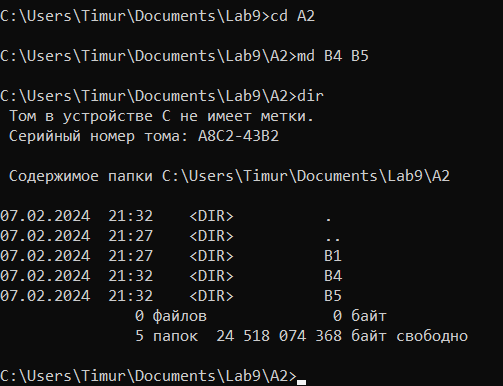 C:\Users\Timur\Documents\Lab9>cd A2
C:\Users\Timur\Documents\Lab9\A2>md B4 B5
C:\Users\Timur\Documents\Lab9\A2>dir
Том в устройстве C не имеет метки.
Серийный номер тома: A8C2-43B2
Содержимое папки C:\Users\Timur\Documents\Lab9\A2
07.02.2024  21:32    <DIR>          .
07.02.2024  21:27    <DIR>          ..
07.02.2024  21:27    <DIR>          B1
07.02.2024  21:32    <DIR>          B4
07.02.2024  21:32    <DIR>          B5
0 файлов              0 байт
5 папок  24 518 074 368 байт свободно
C:\Users\Timur\Documents\Lab9\A2>